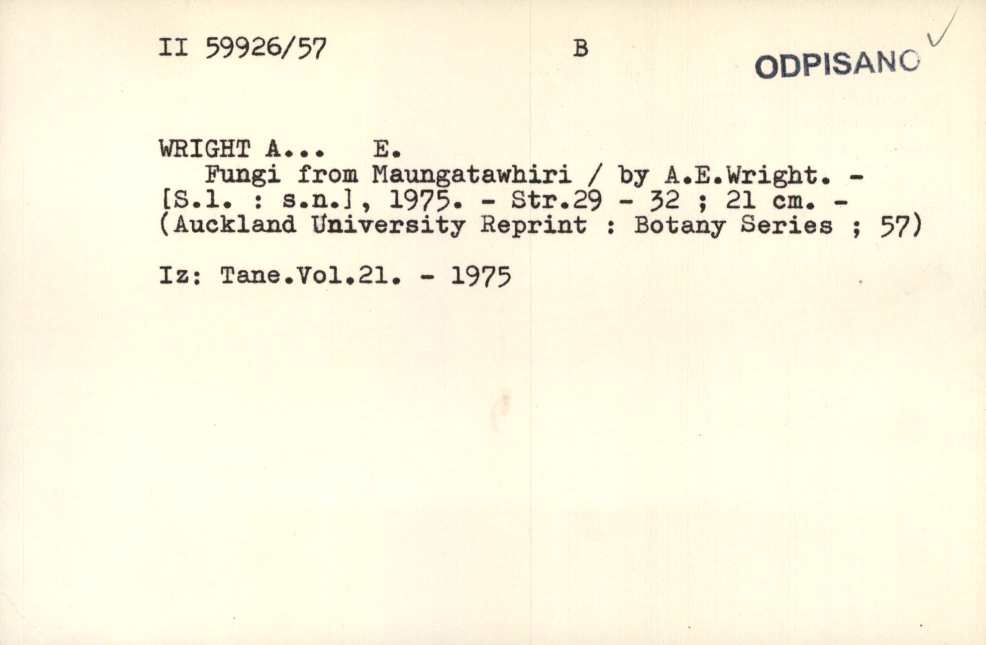 II 59926/57 B ODPISANO
WRIGHT A... E.
Fungi from Maungatawhiri / by A.E.Wright. -
[S.l. : s.n.], 1975. - Str.29 - 32 ; 21 cm. -
(Auckland University Reprint : Botany Series ; 57)
Iz: Tane.Vol.21. - 1975